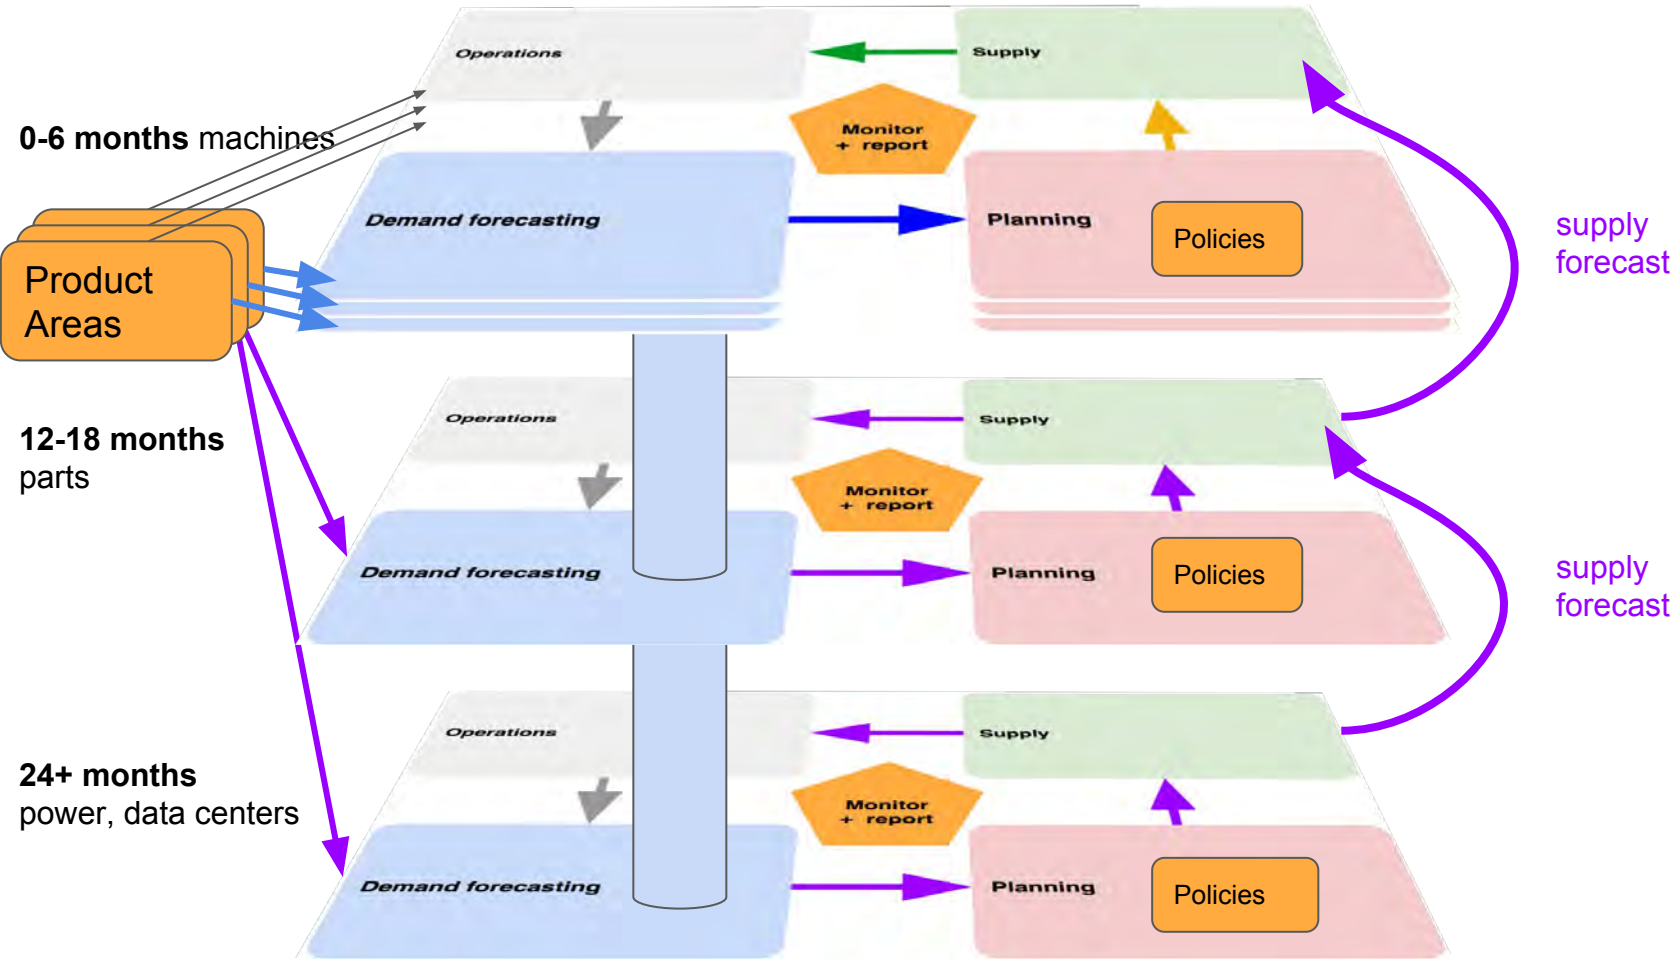 Operations
Supply
Monitor
+ report
0-6 months machines
Demand forecasting
Planning
Policies
supply
forecast
Product
Areas
Operations
Supply
12-18 months
parts
Monitor
+ report
Demand forecasting
Planning
Policies
supply
forecast
Operations
Supply
24+ months
power, data centers
Monitor
+ report
Demand forecasting
Planning
Policies